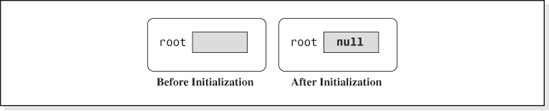 root
root null
Before Initialization
After Initialization